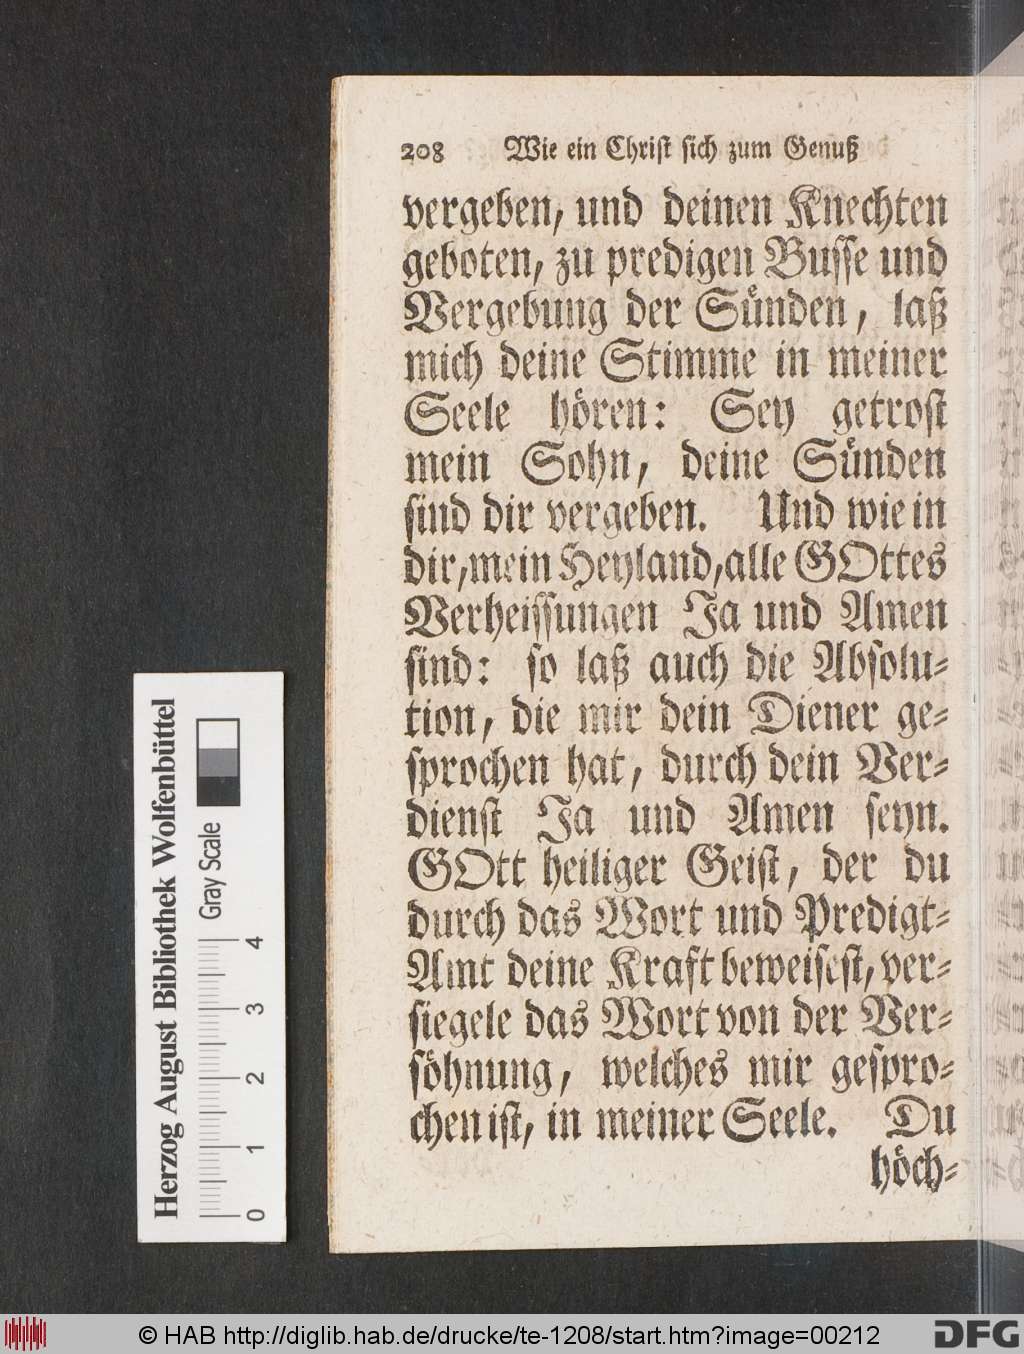 208 Wie ein Christ sich zum Genuß
vergeben, und deinen Knechten
geboten, zu predigen Busse und
Vergebung der Sünden, laß
mich deine Stimme in meiner
Seele hören: Sey getrost
mein Sohn, deine Sünden
sind dir vergeben. Und wie in
dir, mein Heyland, alle GOttes
Verheissungen Ja und Amen
sind: so laß auch die Absolu-
tion, die mir dein Diener ge-
sprochen hat, durch dein Ver-
dienst Ja und Amen seyn.
GOtt heiliger Geist, der du
durch das Wort und Predigt-
Amt deine Kraft beweisest, ver-
siegele das Wort von der Ver-
söhnung, welches mir gespro-
chen ist, in meiner Seele. Du
höch-
Herzog August Bibliothek Wolfenbüttel
Gray Scale
0 1 2 3 4
© HAB http://diglib.hab.de/drucke/te-1208/start.htm?image=00212
DFG